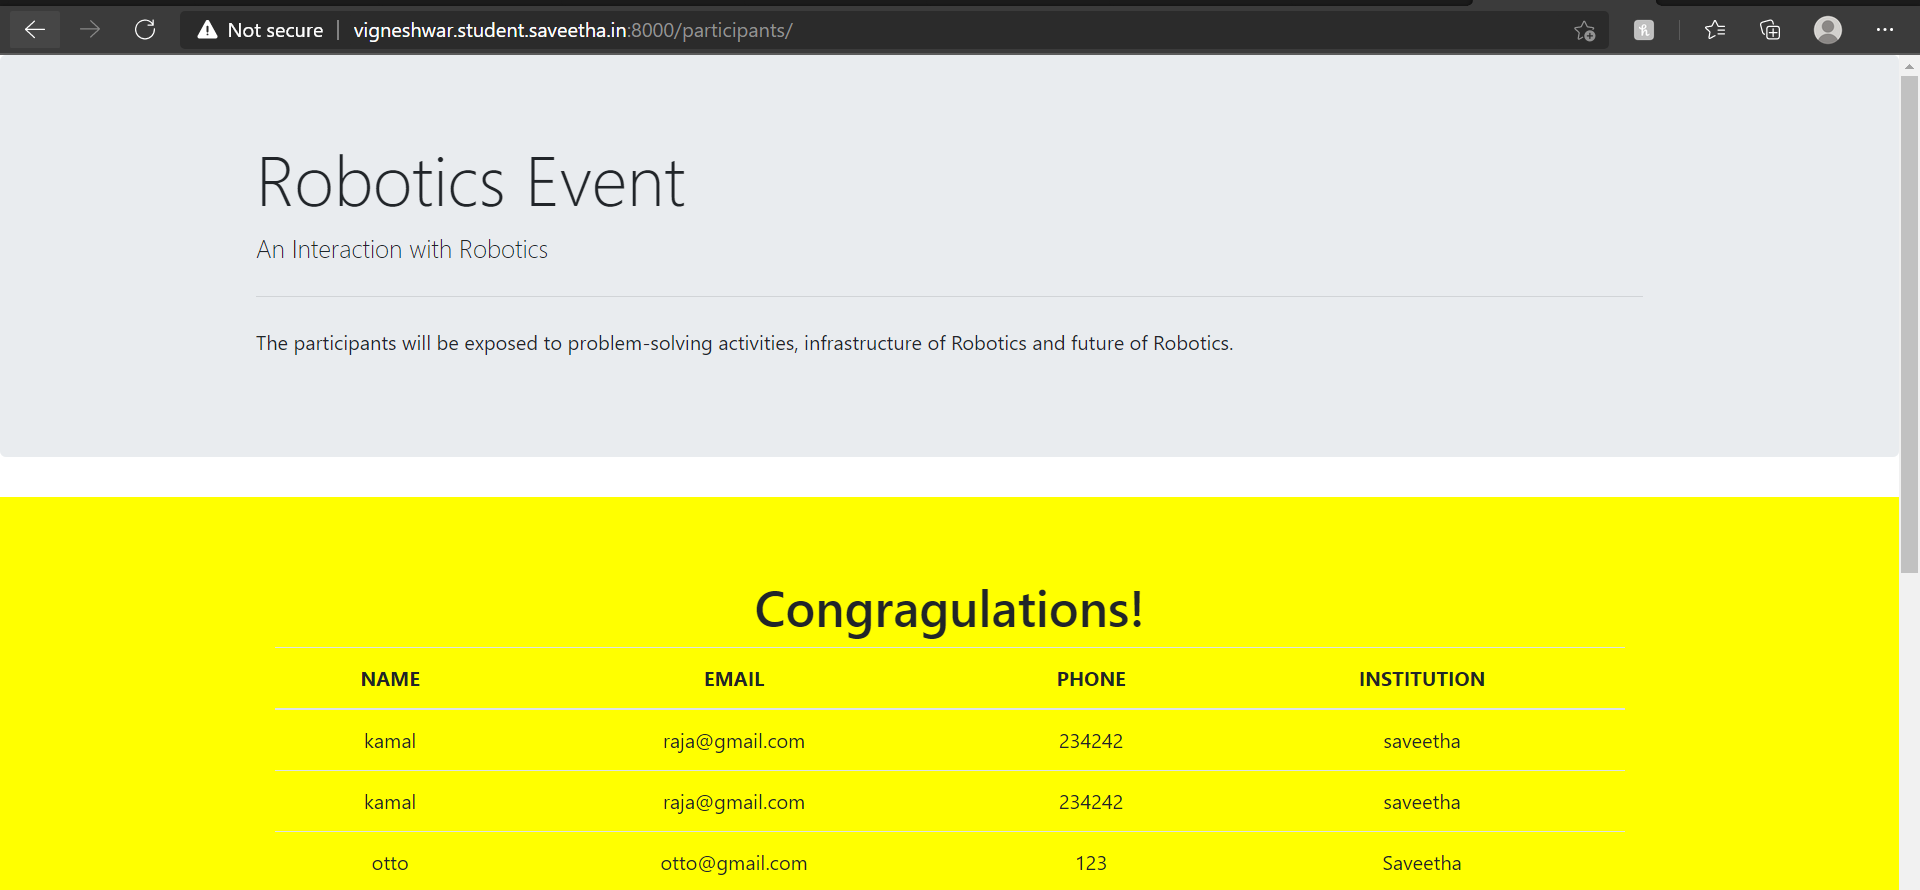 Not secure | vigneshwar.student.saveetha.in:8000/participants/
Robotics Event
An Interaction with Robotics
The participants will be exposed to problem-solving activities, infrastructure of Robotics and future of Robotics.
Congragulations!
NAME EMAIL PHONE INSTITUTION
kamal raja@gmail.com 234242 saveetha
kamal raja@gmail.com 234242 saveetha
otto otto@gmail.com 123 Saveetha